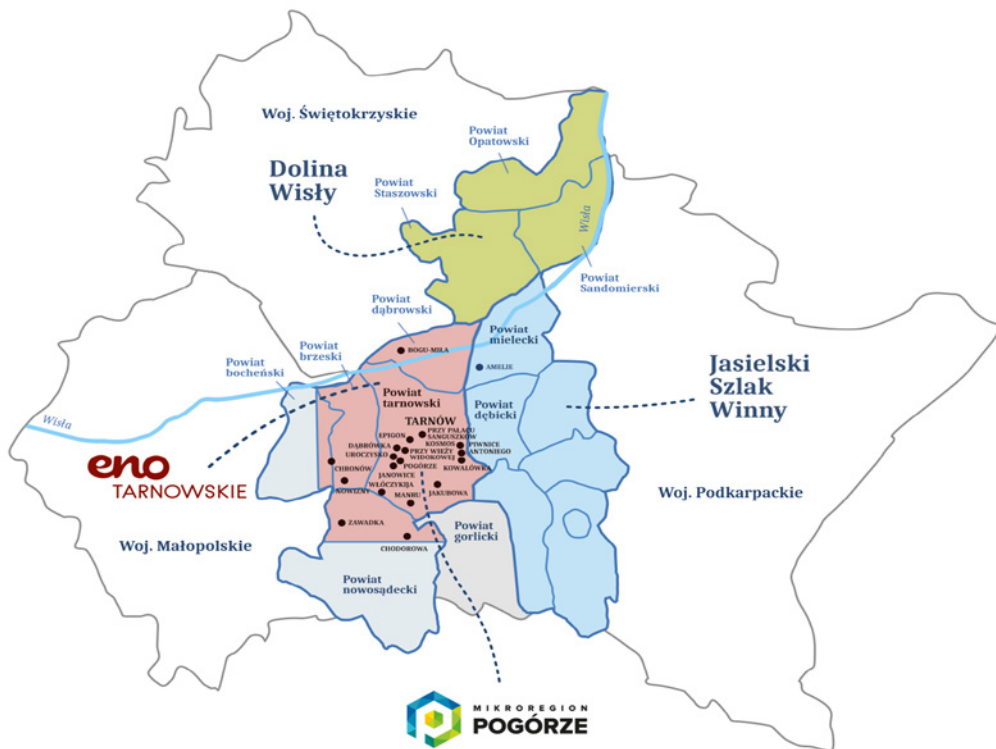 Woj. Świętokrzyskie
Powiat
Opatowski
Dolina
Wisły
Powiat
Staszowski
Wisła
Powiat
Sandomierski
Powiat
dąbrowski
Powiat
mielecki
Powiat
brzeski
BOGU-MIŁA
Powiat
bocheński
AMELIE
Jasielski
Szlak
Winny
Powiat
tarnowski
Powiat
dębicki
Wisła
TARNÓW
PRZY PAŁACU
SANGUSZKÓW
EPIGON
KOSMOS
PIWNICE
ANTONIEGO
DĄBRÓWKA
PRZY WIEŻY
WIDOKOWEJ
UROCZYSKO
POGÓRZE
KOWALÓWKA
CHRONÓW
JANOWICE
eno
TARNOWSKIE
NOWIZNY
WŁÓCZYKIJA
MANRU
JAKUBOWA
Woj. Podkarpackie
ZAWADKA
Powiat
gorlicki
Woj. Małopolskie
CHODOROWA
Powiat
nowosądecki
MIKROREGION
POGÓRZE